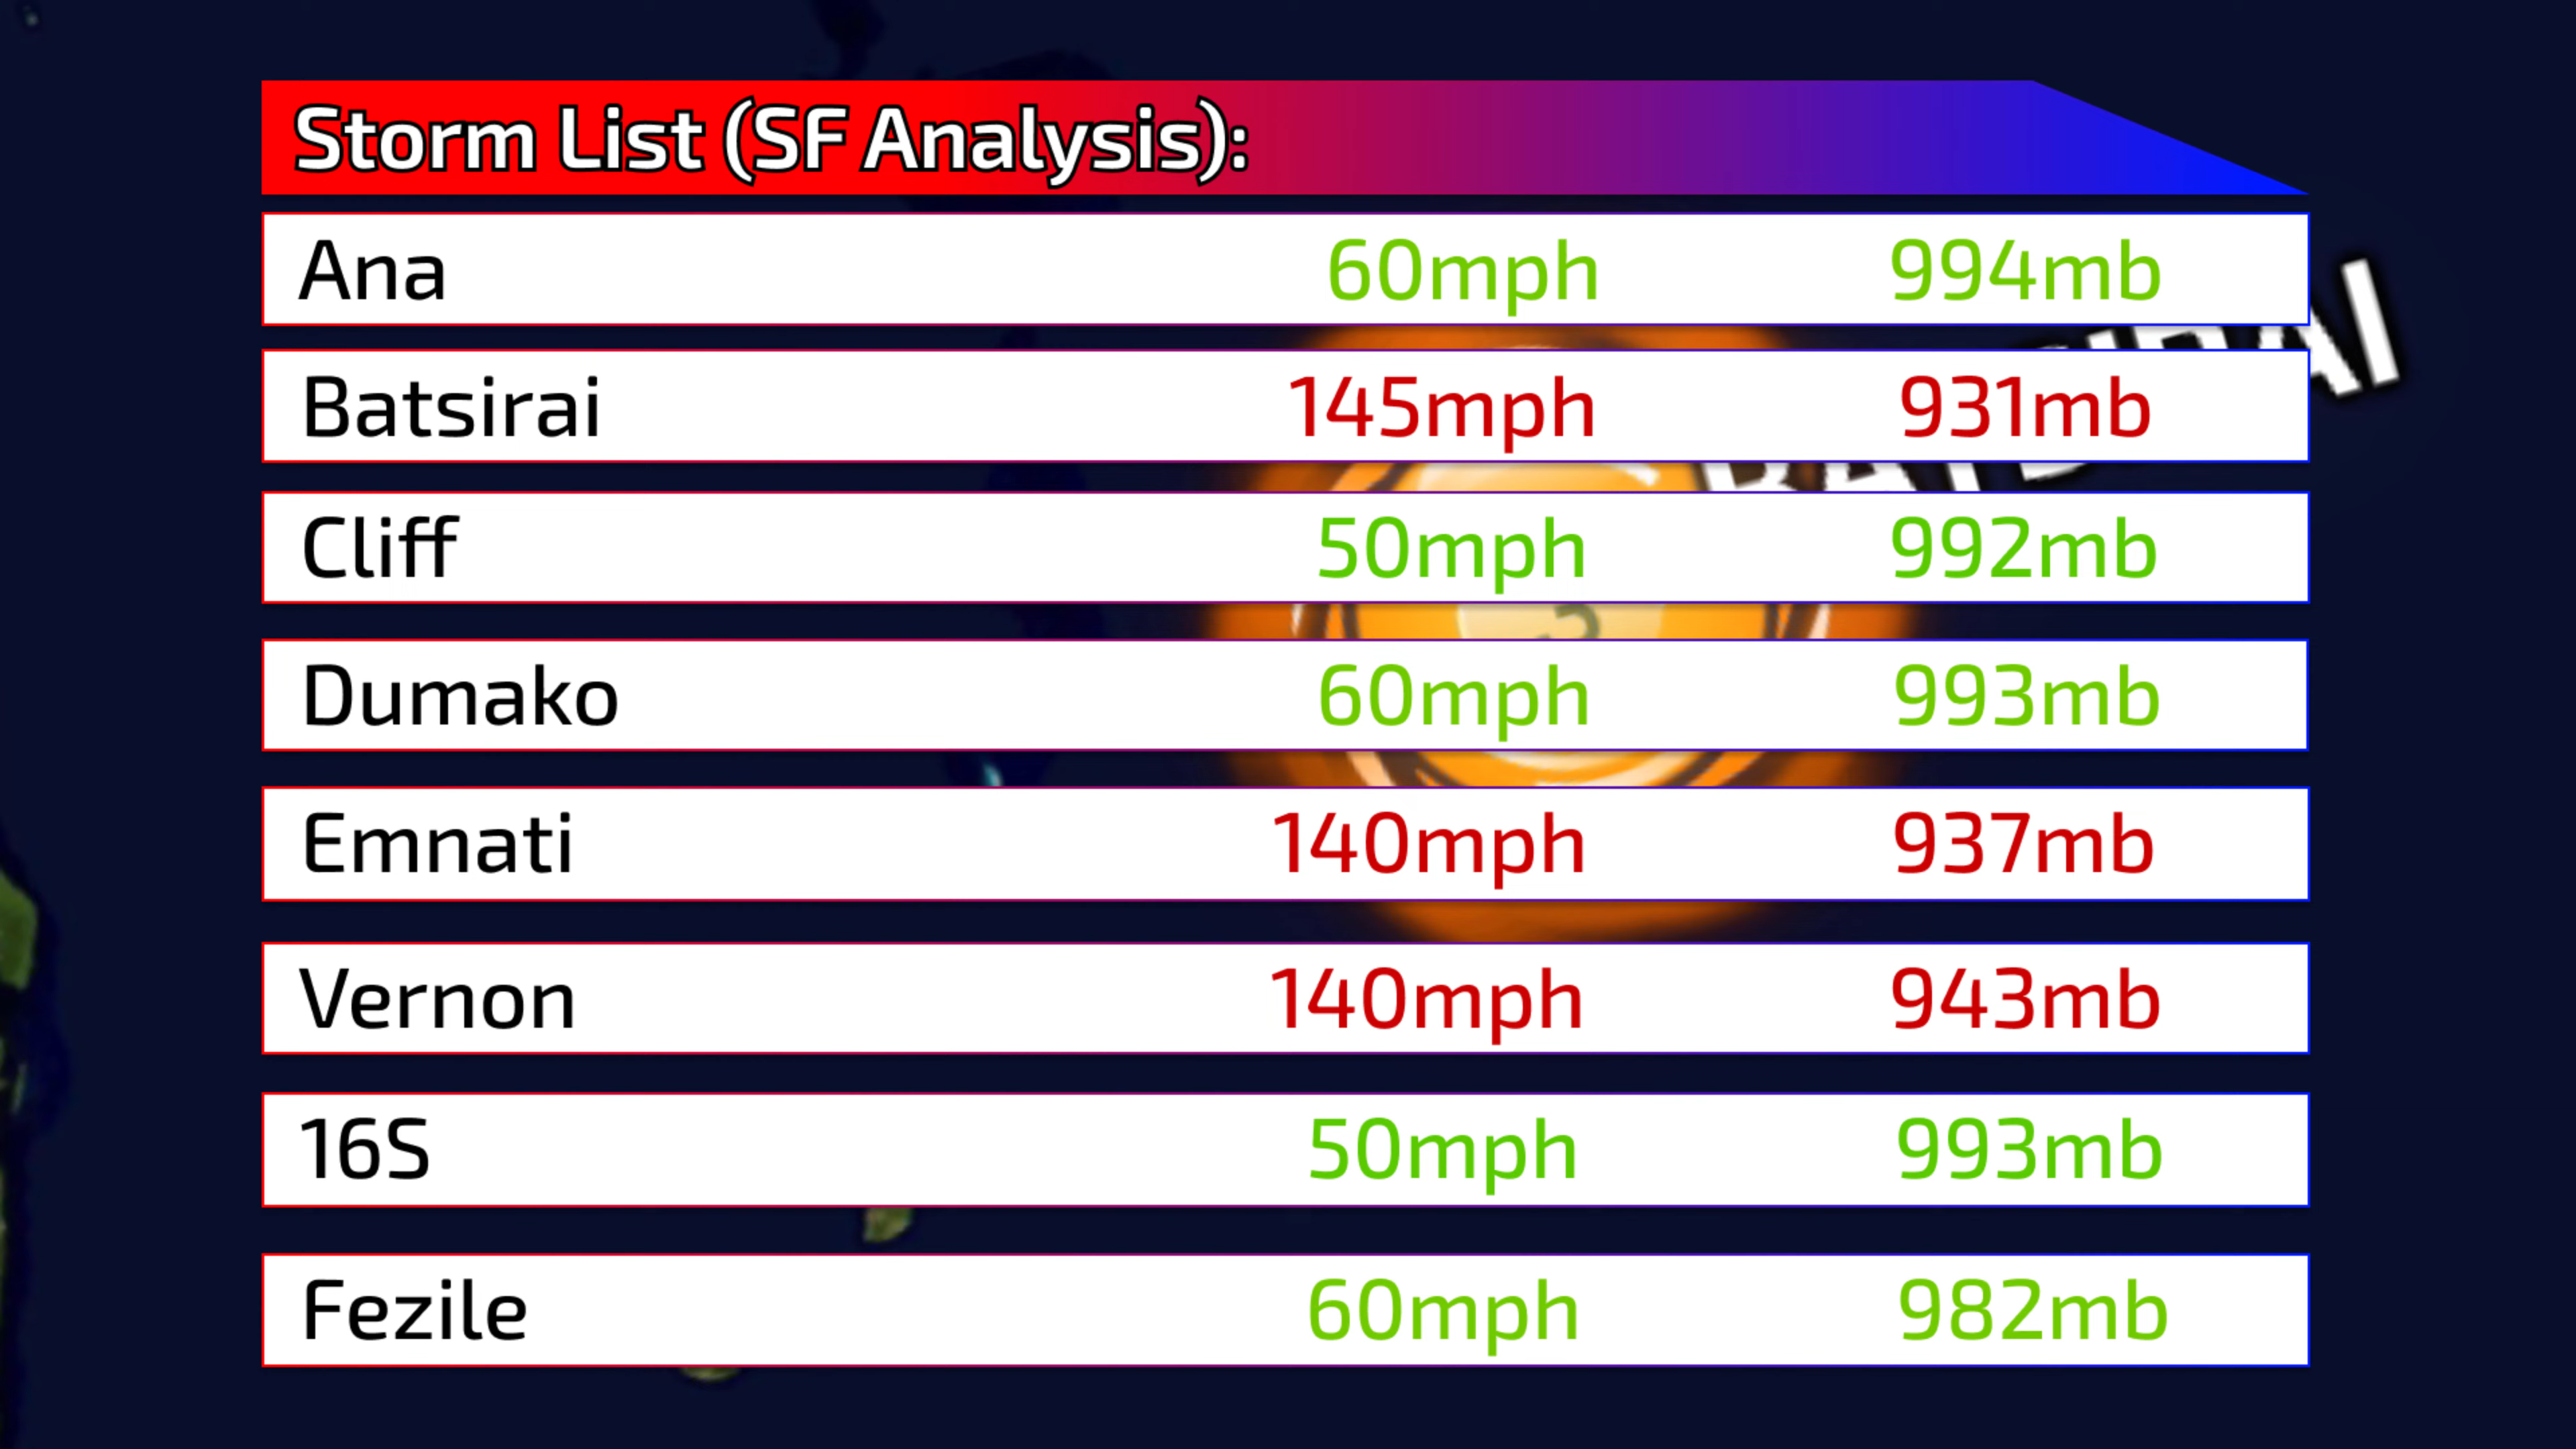 Storm List (SF Analysis):
Ana 60mph 994mb
Batsirai 145mph 931mb
Cliff 50mph 992mb
Dumako 60mph 993mb
Emnati 140mph 937mb
Vernon 140mph 943mb
16S 50mph 993mb
Fezile 60mph 982mb